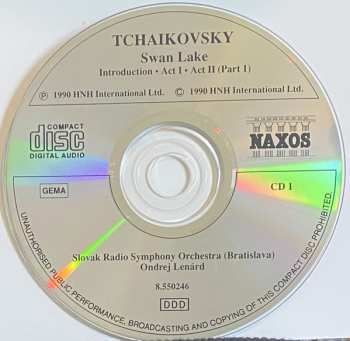 TCHAIKOVSKY
Swan Lake
Introduction • Act I • Act II (Part 1)
Ⓟ 1990 HNH International Ltd. © 1990 HNH International Ltd.
COMPACT
disc
DIGITAL AUDIO
NAXOS
GEMA
CD 1
Slovak Radio Symphony Orchestra (Bratislava)
Ondrej Lenárd
8.550246
DDD
UNAUTHORISED PUBLIC PERFORMANCE, BROADCASTING AND COPYING OF THIS COMPACT DISC PROHIBITED.